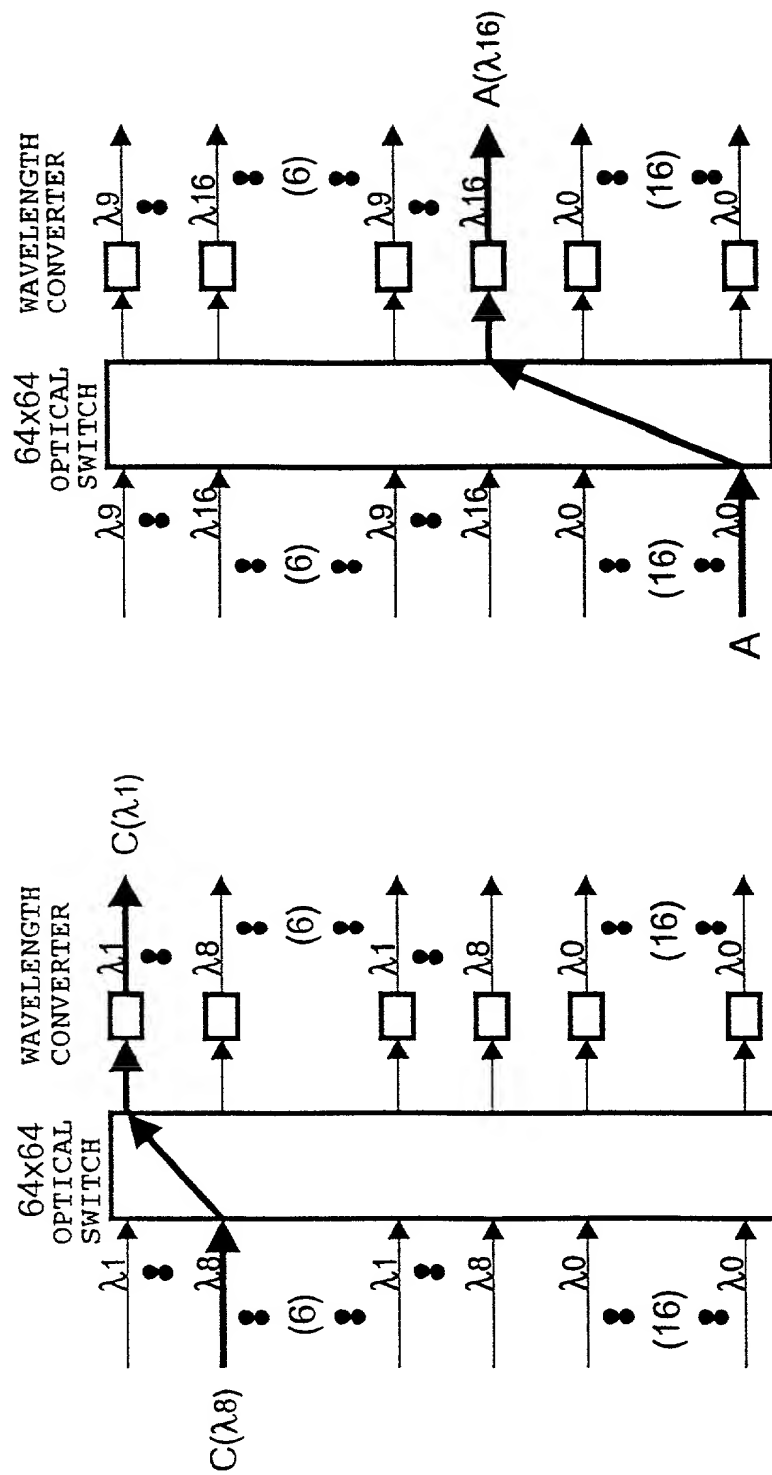 64x64
OPTICAL
SWITCH
WAVELENGTH
CONVERTER
C(λ8)
λ1
λ8
(6)
λ1
λ8
λ0
(16)
λ0
λ1
λ8
(6)
λ1
λ8
λ0
(16)
λ0
C(λ1)
64x64
OPTICAL
SWITCH
WAVELENGTH
CONVERTER
λ9
λ16
(6)
λ9
λ16
λ0
(16)
λ0
A
λ9
λ16
(6)
λ9
λ16
λ0
(16)
λ0
A(λ16)